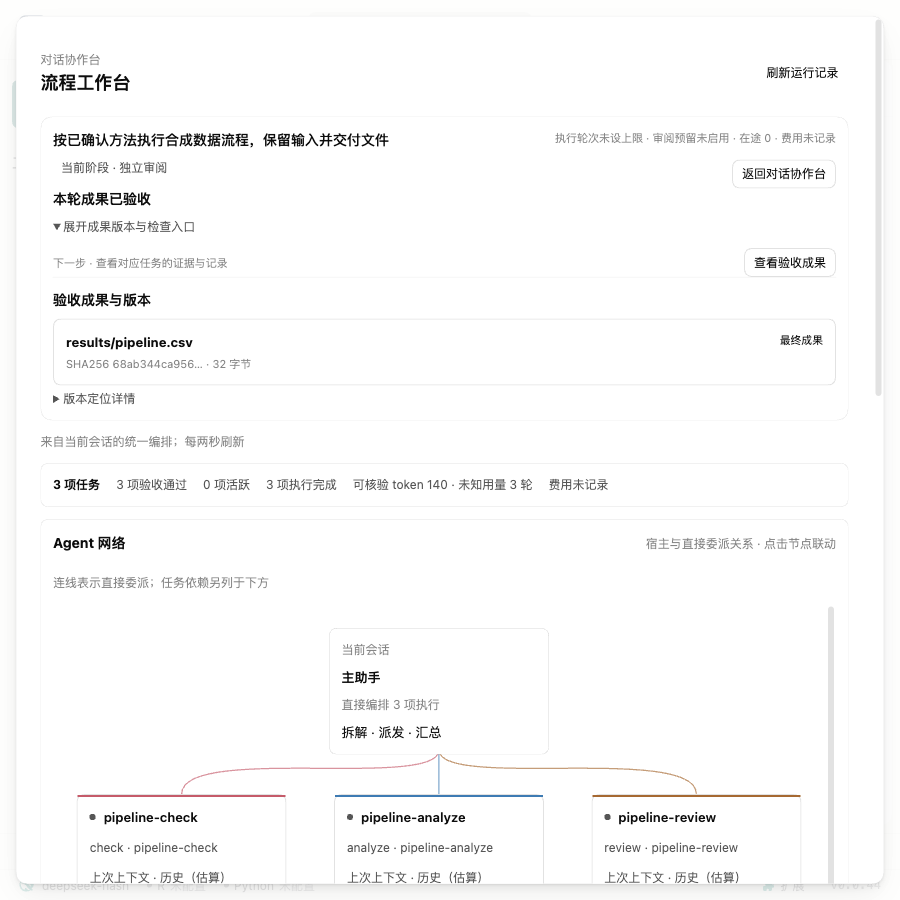 对话协作台
流程工作台
刷新运行记录
按已确认方法执行合成数据流程，保留输入并交付文件
执行轮次未设上限 · 审阅预留未启用 · 在途 0 · 费用未记录
当前阶段 · 独立审阅
返回对话协作台
本轮成果已验收
▼展开成果版本与检查入口
下一步 · 查看对应任务的证据与记录
查看验收成果
验收成果与版本
results/pipeline.csv
最终成果
SHA256 68ab344ca956... · 32 字节
▶ 版本定位详情
来自当前会话的统一编排；每两秒刷新
3 项任务 3 项验收通过 0 项活跃 3 项执行完成 可核验 token 140 · 未知用量 3 轮 费用未记录
Agent 网络
宿主与直接委派关系 · 点击节点联动
连线表示直接委派；任务依赖另列于下方
当前会话
主助手
直接编排 3 项执行
拆解 · 派发 · 汇总
pipeline-check
check · pipeline-check
上次上下文 · 历史（估算）
pipeline-analyze
analyze · pipeline-analyze
上次上下文 · 历史（估算）
pipeline-review
review · pipeline-review
上次上下文 · 历史（估算）